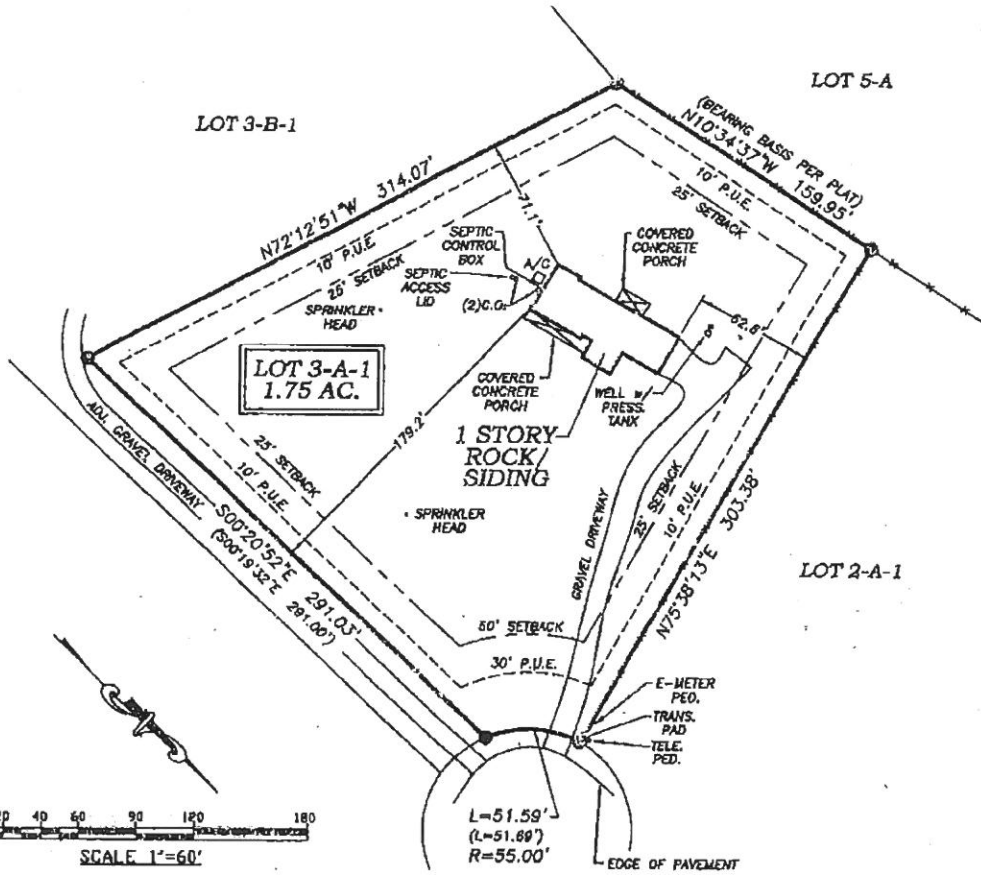 LOT 5-A
LOT 3-B-1
(BEARING BASIS PER PLAT)
N10°34'37"W 159.95'
10' P.U.E.
25' SETBACK
N72°12'51"W 314.07'
10' P.U.E.
25' SETBACK
71.1'
SEPTIC
CONTROL
BOX
A/C
SEPTIC
ACCESS
LID
(2)C.O.
COVERED
CONCRETE
PORCH
SPRINKLER
HEAD
62.8'
LOT 3-A-1
1.75 AC.
COVERED
CONCRETE
PORCH
WELL w
PRESS.
TANK
179.2'
1 STORY
ROCK/
SIDING
ADJ. GRAVEL DRIVEWAY
25' SETBACK
10' P.U.E.
S00°20'52"E 291.03'
(S00°19'32"E 291.00')
SPRINKLER
HEAD
GRAVEL DRIVEWAY
25' SETBACK
10' P.U.E.
N75°38'13"E 303.38'
LOT 2-A-1
50' SETBACK
30' P.U.E.
E-METER
PED.
TRANS.
PAD
TELE.
PED.
L=51.59'
(L=51.69')
R=55.00'
EDGE OF PAVEMENT
20 40 60 90 120 180
SCALE 1"=60'